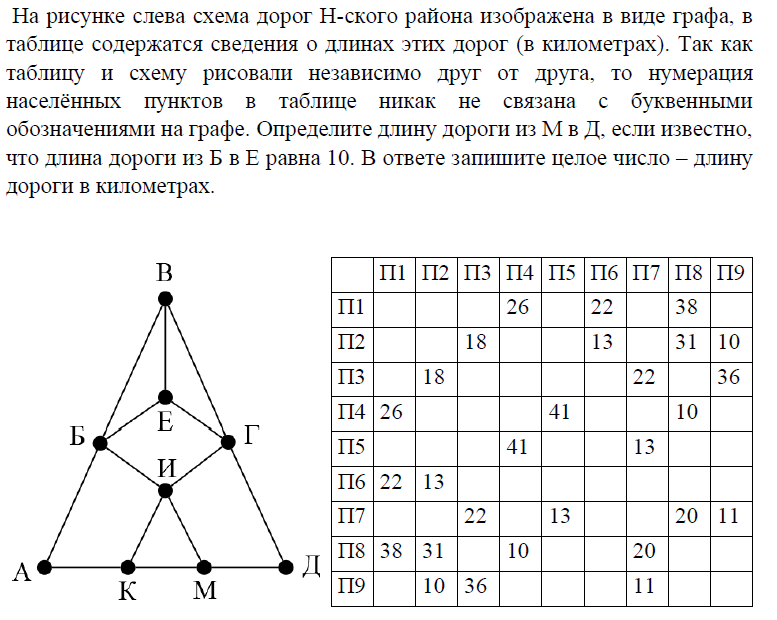 На рисунке слева схема дорог Н-ского района изображена в виде графа, в
таблице содержатся сведения о длинах этих дорог (в километрах). Так как
таблицу и схему рисовали независимо друг от друга, то нумерация
населённых пунктов в таблице никак не связана с буквенными
обозначениями на графе. Определите длину дороги из М в Д, если известно,
что длина дороги из Б в Е равна 10. В ответе запишите целое число – длину
дороги в километрах.
В
Е
Б
Г
И
А
К
М
Д
П1 П2 П3 П4 П5 П6 П7 П8 П9
П1 26 22 38
П2 18 13 31 10
П3 18 22 36
П4 26 41 10
П5 41 13
П6 22 13
П7 22 13 20 11
П8 38 31 10 20
П9 10 36 11